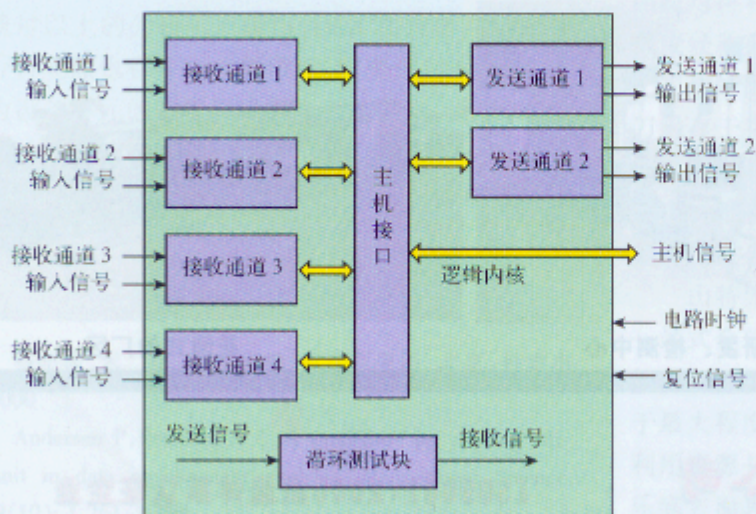 接收通道 1
输入信号
接收通道 1
发送通道 1
发送通道 1
输出信号
接收通道 2
输入信号
接收通道 2
主机接口
发送通道 2
发送通道 2
输出信号
接收通道 3
输入信号
接收通道 3
主机信号
逻辑内核
电路时钟
接收通道 4
输入信号
接收通道 4
复位信号
发送信号
接收信号
循环测试块